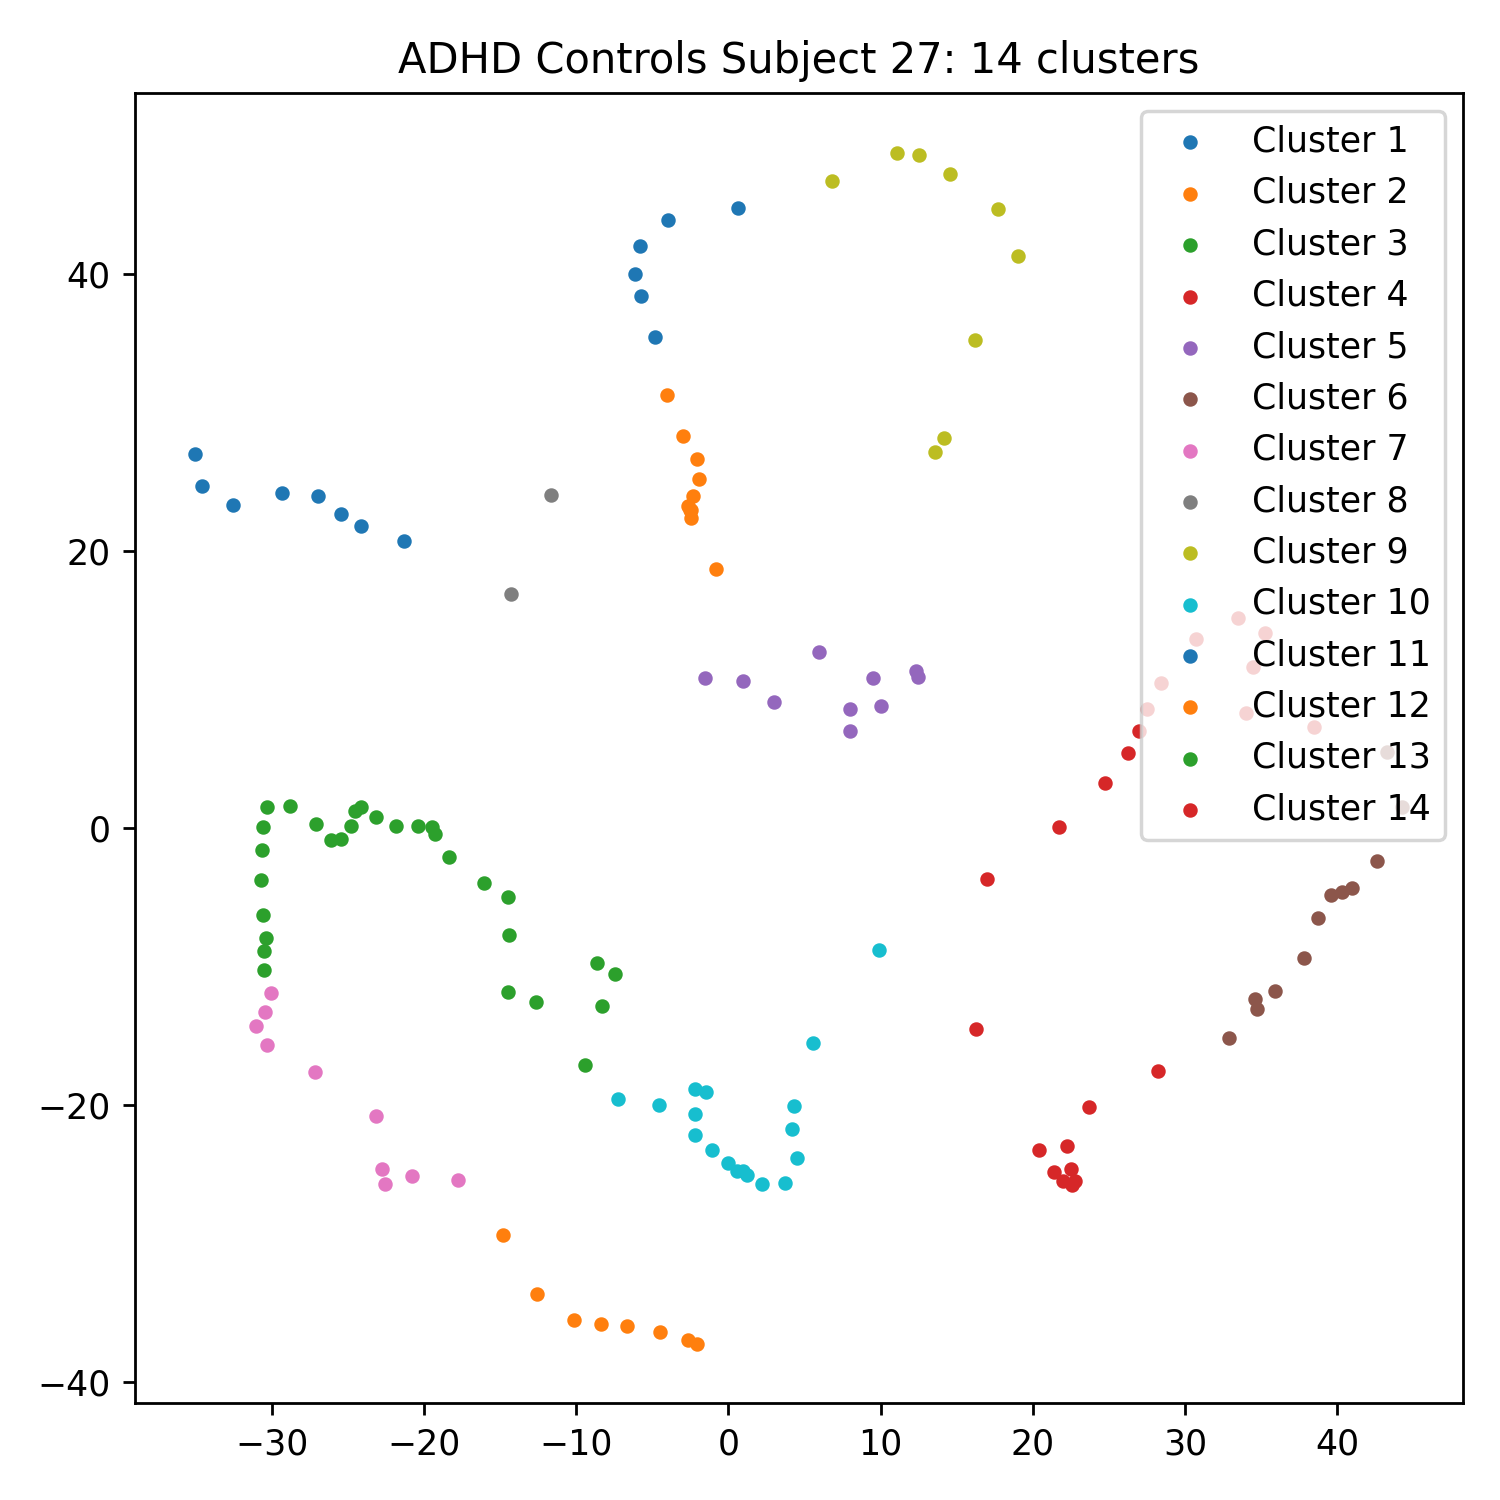 ADHD Controls Subject 27: 14 clusters
Cluster 1
Cluster 2
Cluster 3
Cluster 4
Cluster 5
Cluster 6
Cluster 7
Cluster 8
Cluster 9
Cluster 10
Cluster 11
Cluster 12
Cluster 13
Cluster 14
40
20
0
−20
−40
−30 −20 −10 0 10 20 30 40